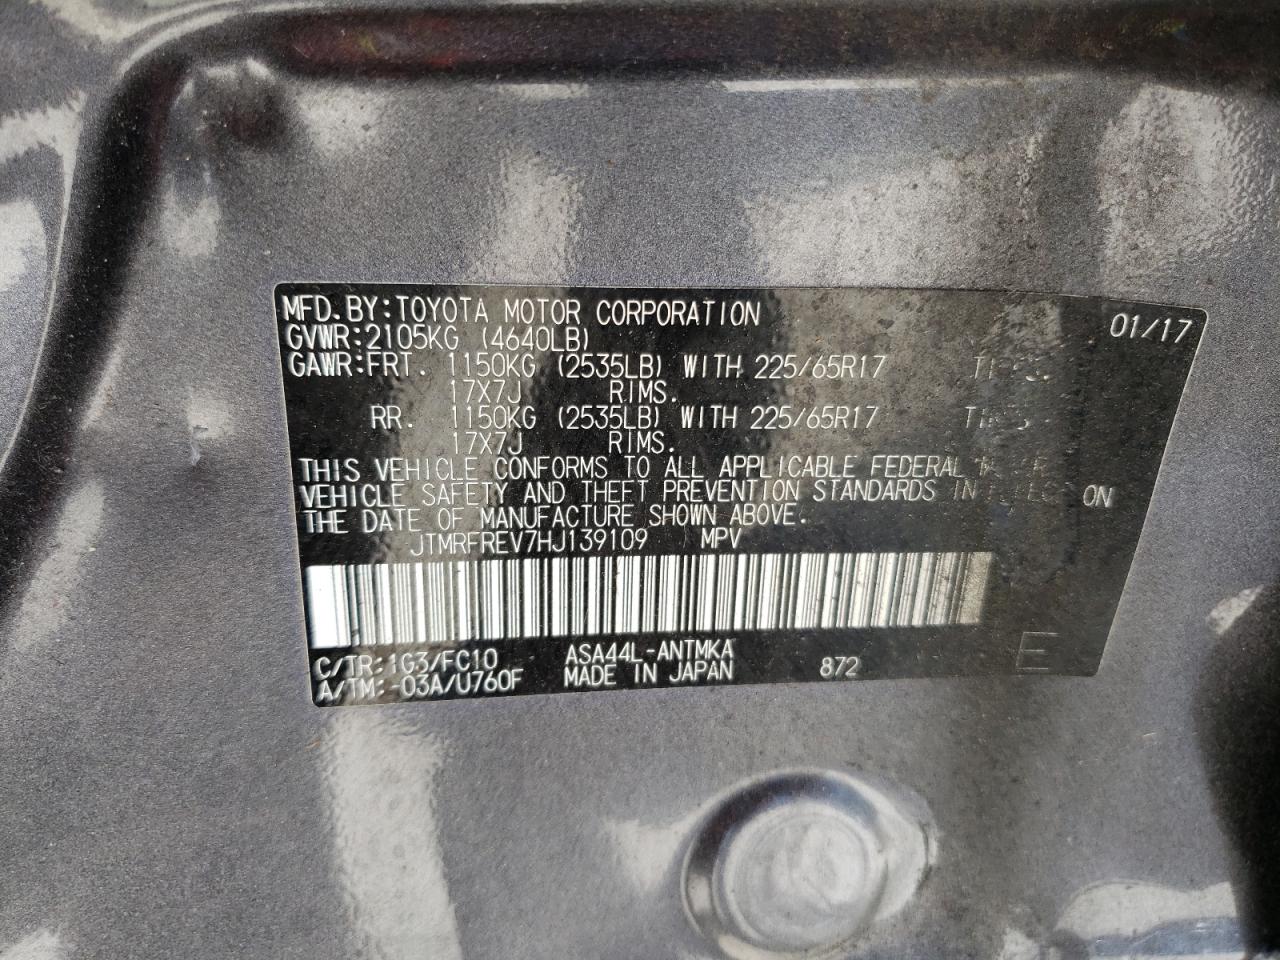 MFD. BY: TOYOTA MOTOR CORPORATION 01/17
GVWR: 2105KG (4640LB)
GAWR: FRT. 1150KG (2535LB) WITH 225/65R17
17X7J RIMS.
RR. 1150KG (2535LB) WITH 225/65R17
17X7J RIMS.
THIS VEHICLE CONFORMS TO ALL APPLICABLE FEDERAL
VEHICLE SAFETY AND THEFT PREVENTION STANDARDS IN ON
THE DATE OF MANUFACTURE SHOWN ABOVE.
JTMRFREV7HJ139109 MPV
C/TR: 1G3/FC10 ASA44L-ANTMKA
A/TM: -03A/U760F MADE IN JAPAN 872 E